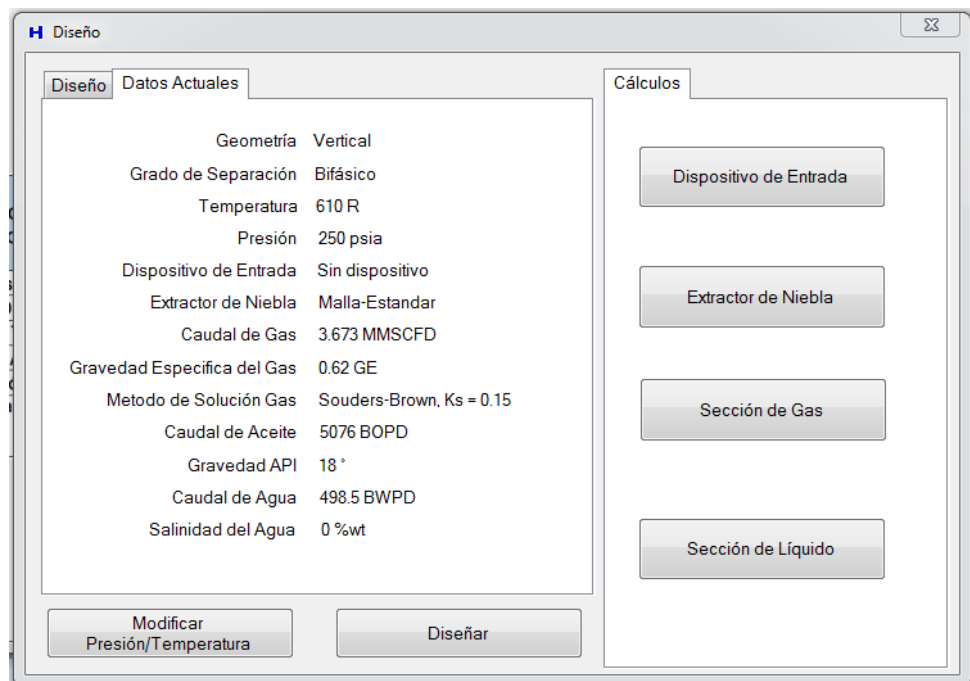 H Diseño
Diseño
Datos Actuales
Geometría Vertical
Grado de Separación Bifásico
Temperatura 610 R
Presión 250 psia
Dispositivo de Entrada Sin dispositivo
Extractor de Niebla Malla-Estandar
Caudal de Gas 3.673 MMSCFD
Gravedad Especifica del Gas 0.62 GE
Metodo de Solución Gas Souders-Brown, Ks = 0.15
Caudal de Aceite 5076 BOPD
Gravedad API 18 °
Caudal de Agua 498.5 BWPD
Salinidad del Agua 0 %wt
Modificar
Presión/Temperatura
Diseñar
Cálculos
Dispositivo de Entrada
Extractor de Niebla
Sección de Gas
Sección de Líquido